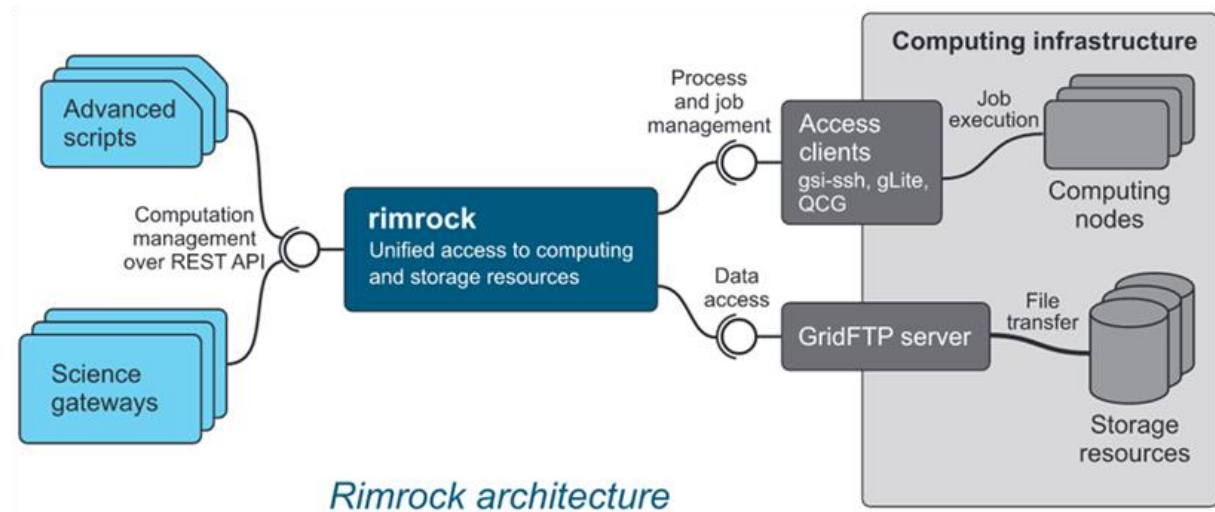 Advanced
scripts
Computation
management
over REST API
Science
gateways
rimrock
Unified access to computing
and storage resources
Process
and job
management
Data
access
Computing infrastructure
Access
clients
gsi-ssh, gLite,
QCG
Job
execution
Computing
nodes
GridFTP server
File
transfer
Storage
resources
Rimrock architecture